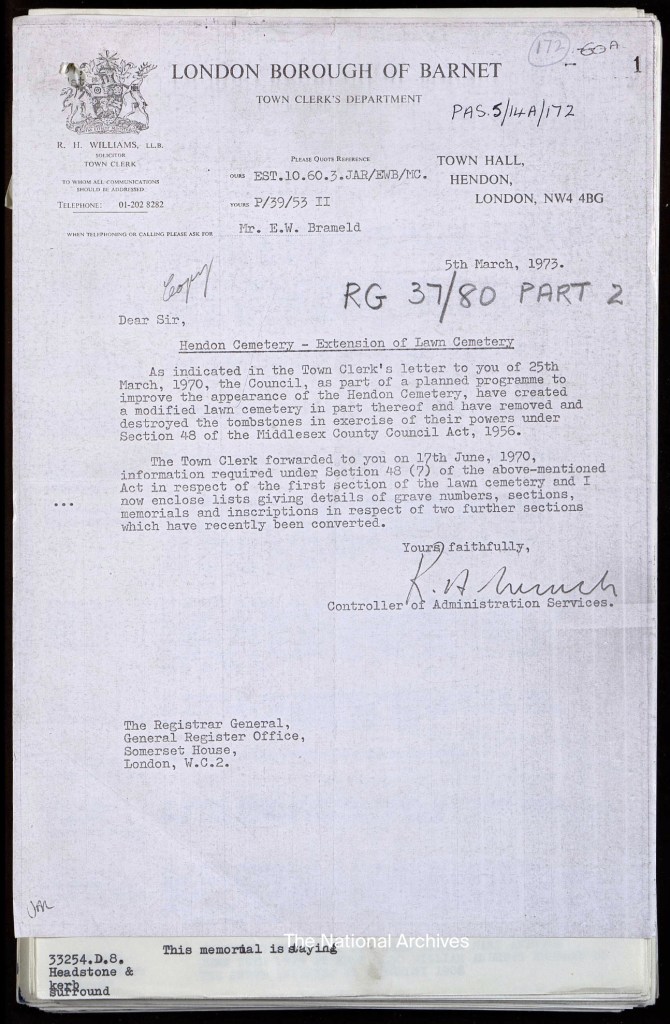 172 60A
1
LONDON BOROUGH OF BARNET
TOWN CLERK'S DEPARTMENT
PAS.5/14A/172
R. H. WILLIAMS, LL.B.
SOLICITOR
TOWN CLERK
TO WHOM ALL COMMUNICATIONS
SHOULD BE ADDRESSED
TELEPHONE: 01-202 8282
WHEN TELEPHONING OR CALLING PLEASE ASK FOR
PLEASE QUOTE REFERENCE
OURS EST.10.60.3.JAR/EWB/MC.
YOURS P/39/53 II
Mr. E.W. Brameld
TOWN HALL,
HENDON,
LONDON, NW4 4BG
5th March, 1973.
Copy
RG 37/80 PART 2
Dear Sir,
Hendon Cemetery - Extension of Lawn Cemetery
As indicated in the Town Clerk's letter to you of 25th
March, 1970, the Council, as part of a planned programme to
improve the appearance of the Hendon Cemetery, have created
a modified lawn cemetery in part thereof and have removed and
destroyed the tombstones in exercise of their powers under
Section 48 of the Middlesex County Council Act, 1956.
The Town Clerk forwarded to you on 17th June, 1970,
information required under Section 48 (7) of the above-mentioned
Act in respect of the first section of the lawn cemetery and I
... now enclose lists giving details of grave numbers, sections,
memorials and inscriptions in respect of two further sections
which have recently been converted.
Yours faithfully,
Controller of Administration Services.
The Registrar General,
General Register Office,
Somerset House,
London, W.C.2.
JAR
The National Archives
This memorial is staying
33254.D.8.
Headstone &
kerb
surround